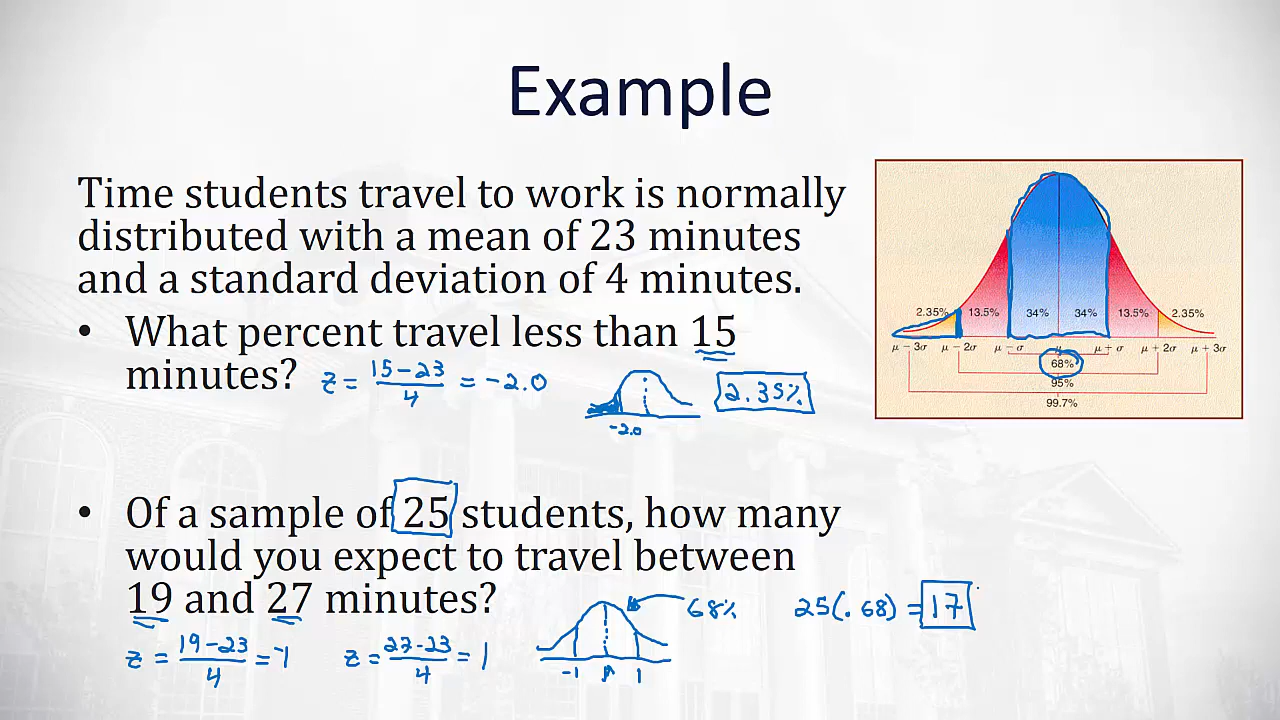 Example
Time students travel to work is normally
distributed with a mean of 23 minutes
and a standard deviation of 4 minutes.
• What percent travel less than 15
minutes? z = 15-23/4 = -2.0
-2.0
2.35%
• Of a sample of 25 students, how many
would you expect to travel between
19 and 27 minutes?
z = 19-23/4 = -1
z = 27-23/4 = 1
-1 μ 1
68%
25(.68) = 17
2.35% 13.5% 34% 34% 13.5% 2.35%
μ − 3σ μ − 2σ μ − σ μ μ + σ μ + 2σ μ + 3σ
68%
95%
99.7%